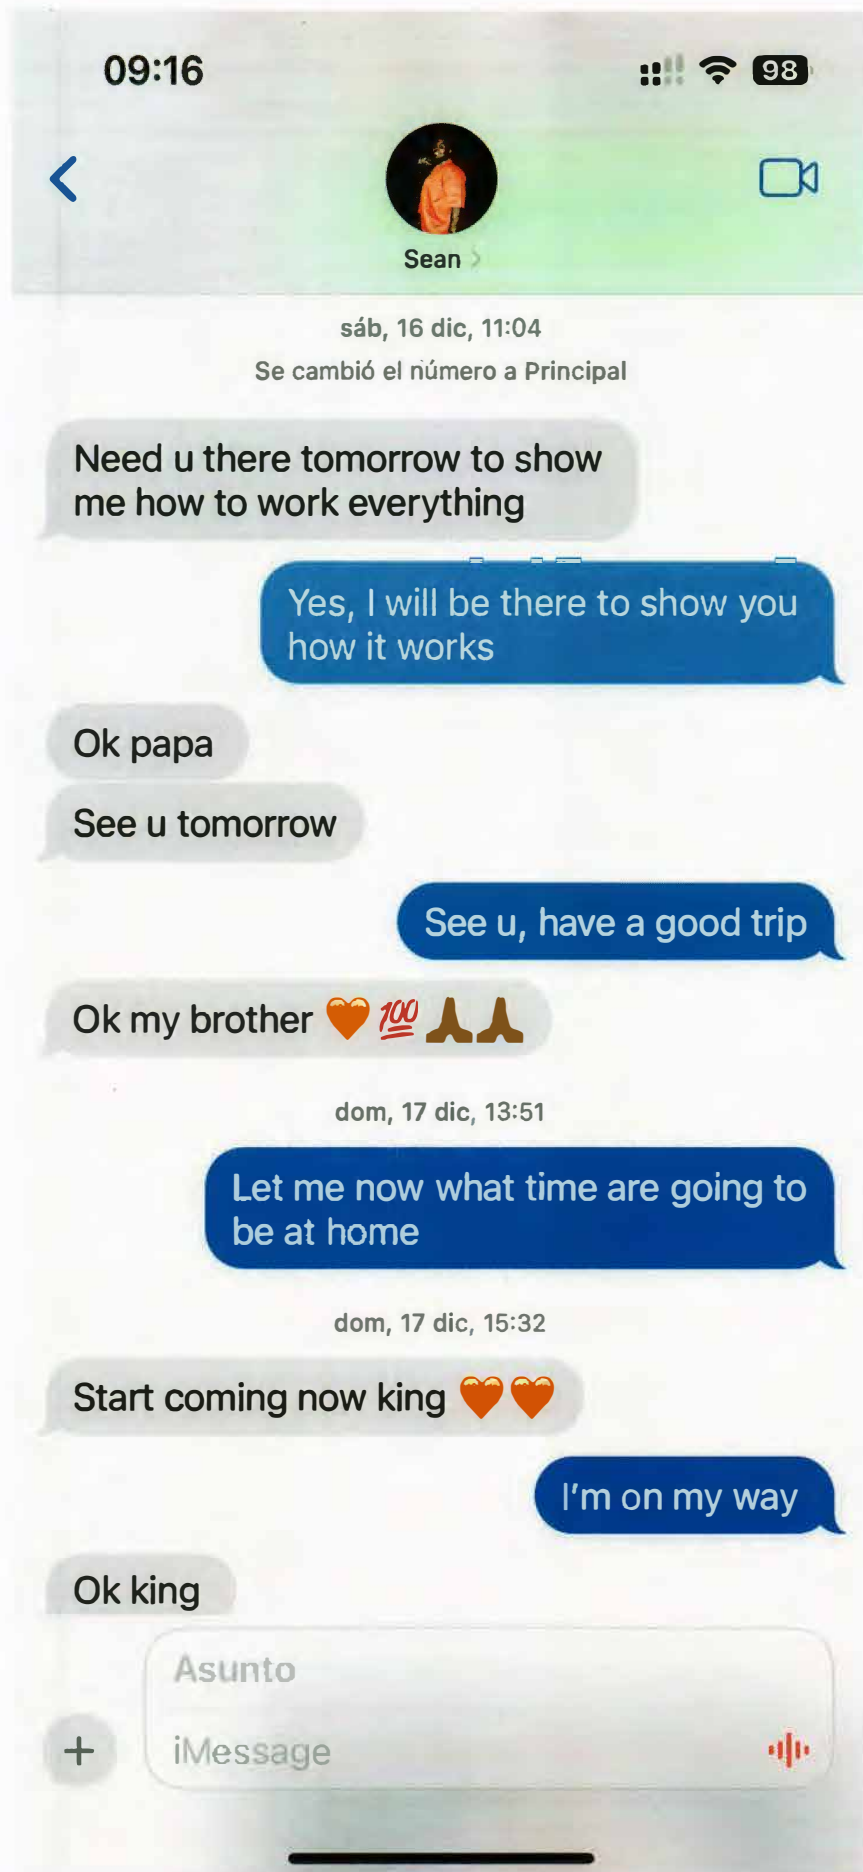 09:16
98
Sean
sáb, 16 dic, 11:04
Se cambió el número a Principal
Need u there tomorrow to show
me how to work everything
Yes, I will be there to show you
how it works
Ok papa
See u tomorrow
See u, have a good trip
Ok my brother 🧡 💯 🙏🏾 🙏🏾
dom, 17 dic, 13:51
Let me now what time are going to
be at home
dom, 17 dic, 15:32
Start coming now king 🧡 🧡
I'm on my way
Ok king
Asunto
iMessage